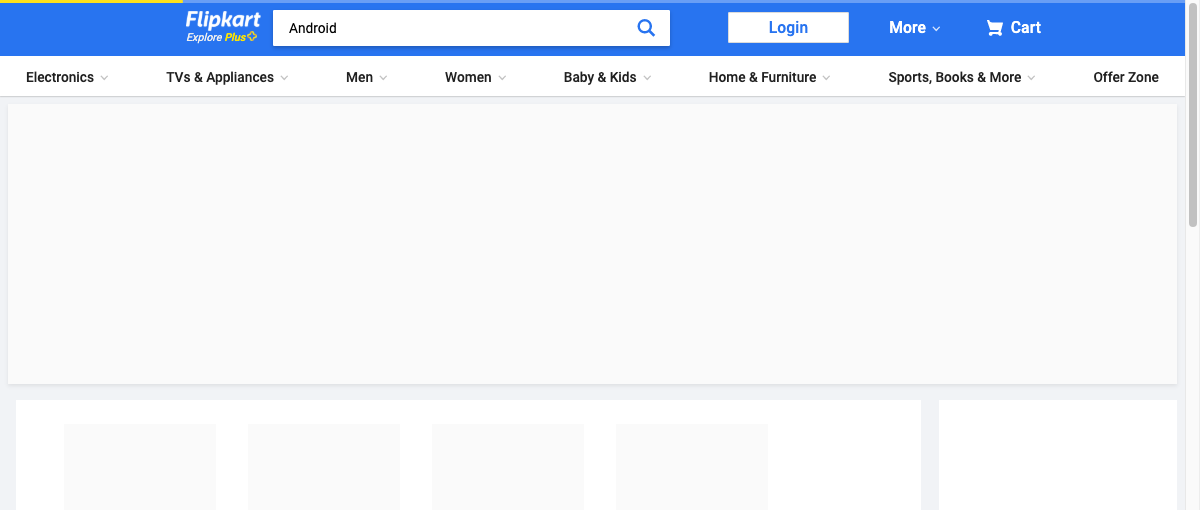 Flipkart
Explore Plus
Android
Login
More
Cart
Electronics
TVs & Appliances
Men
Women
Baby & Kids
Home & Furniture
Sports, Books & More
Offer Zone